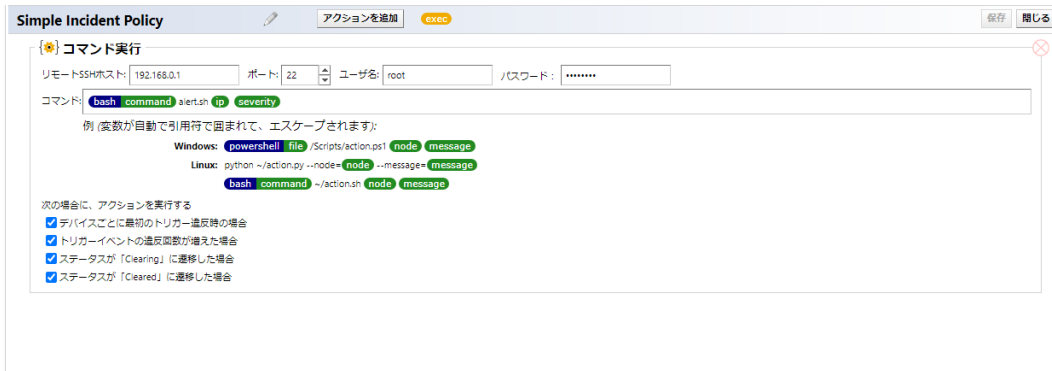 Simple Incident Policy アクションを追加 exec 保存 閉じる
コマンド実行
リモートSSHホスト: 192.168.0.1 ポート: 22 ユーザ名: root パスワード: ••••••••
コマンド: bash command alert.sh ip severity
例 (変数が自動で引用符で囲まれて、エスケープされます):
Windows: powershell file /Scripts/action.ps1 node message
Linux: python ~/action.py --node= node --message= message
bash command ~/action.sh node message
次の場合に、アクションを実行する
デバイスごとに最初のトリガー違反時の場合
トリガーイベントの違反回数が増えた場合
ステータスが「Clearing」に遷移した場合
ステータスが「Cleared」に遷移した場合